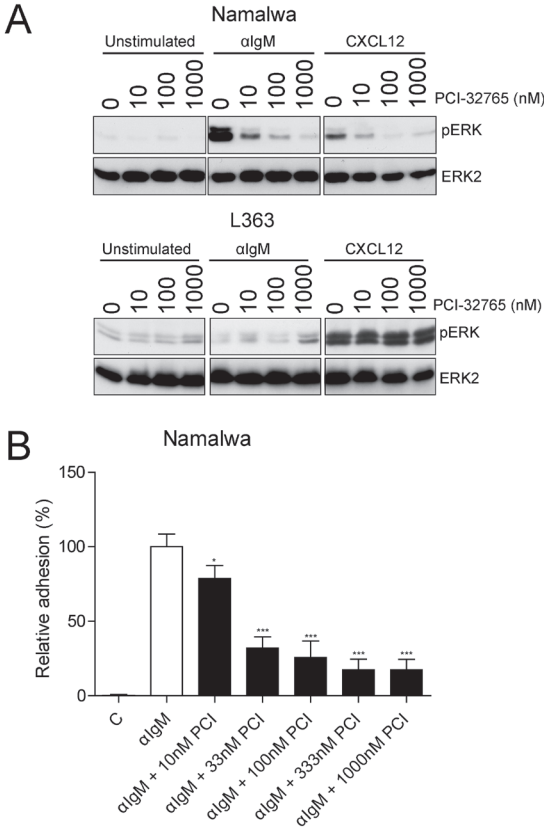 A
Namalwa
Unstimulated αIgM CXCL12
0 10 100 1000 0 10 100 1000 0 10 100 1000 PCI-32765 (nM)
pERK
ERK2
L363
Unstimulated αIgM CXCL12
0 10 100 1000 0 10 100 1000 0 10 100 1000 PCI-32765 (nM)
pERK
ERK2
B
Namalwa
Relative adhesion (%)
150
100
50
0
* *** *** *** ***
C
αIgM
αIgM + 10nM PCI
αIgM + 33nM PCI
αIgM + 100nM PCI
αIgM + 333nM PCI
αIgM + 1000nM PCI